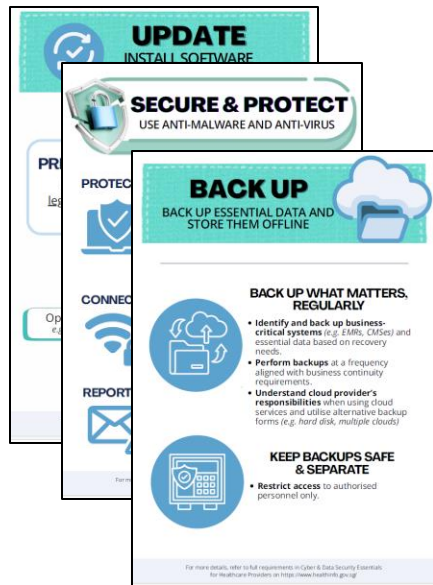 UPDATE
INSTALL SOFTWARE
SECURE & PROTECT
USE ANTI-MALWARE AND ANTI-VIRUS
PROTEC
CONNEC
REPORT
BACK UP
BACK UP ESSENTIAL DATA AND
STORE THEM OFFLINE
BACK UP WHAT MATTERS,
REGULARLY
• Identify and back up business-
critical systems (e.g. EMRs, CMSes) and
essential data based on recovery
needs.
• Perform backups at a frequency
aligned with business continuity
requirements.
• Understand cloud provider's
responsibilities when using cloud
services and utilise alternative backup
forms (e.g. hard disk, multiple clouds)
KEEP BACKUPS SAFE
& SEPARATE
• Restrict access to authorised
personnel only.
For more details, refer to full requirements in Cyber & Data Security Essentials
for Healthcare Providers on https://www.healthinfo.gov.sg/